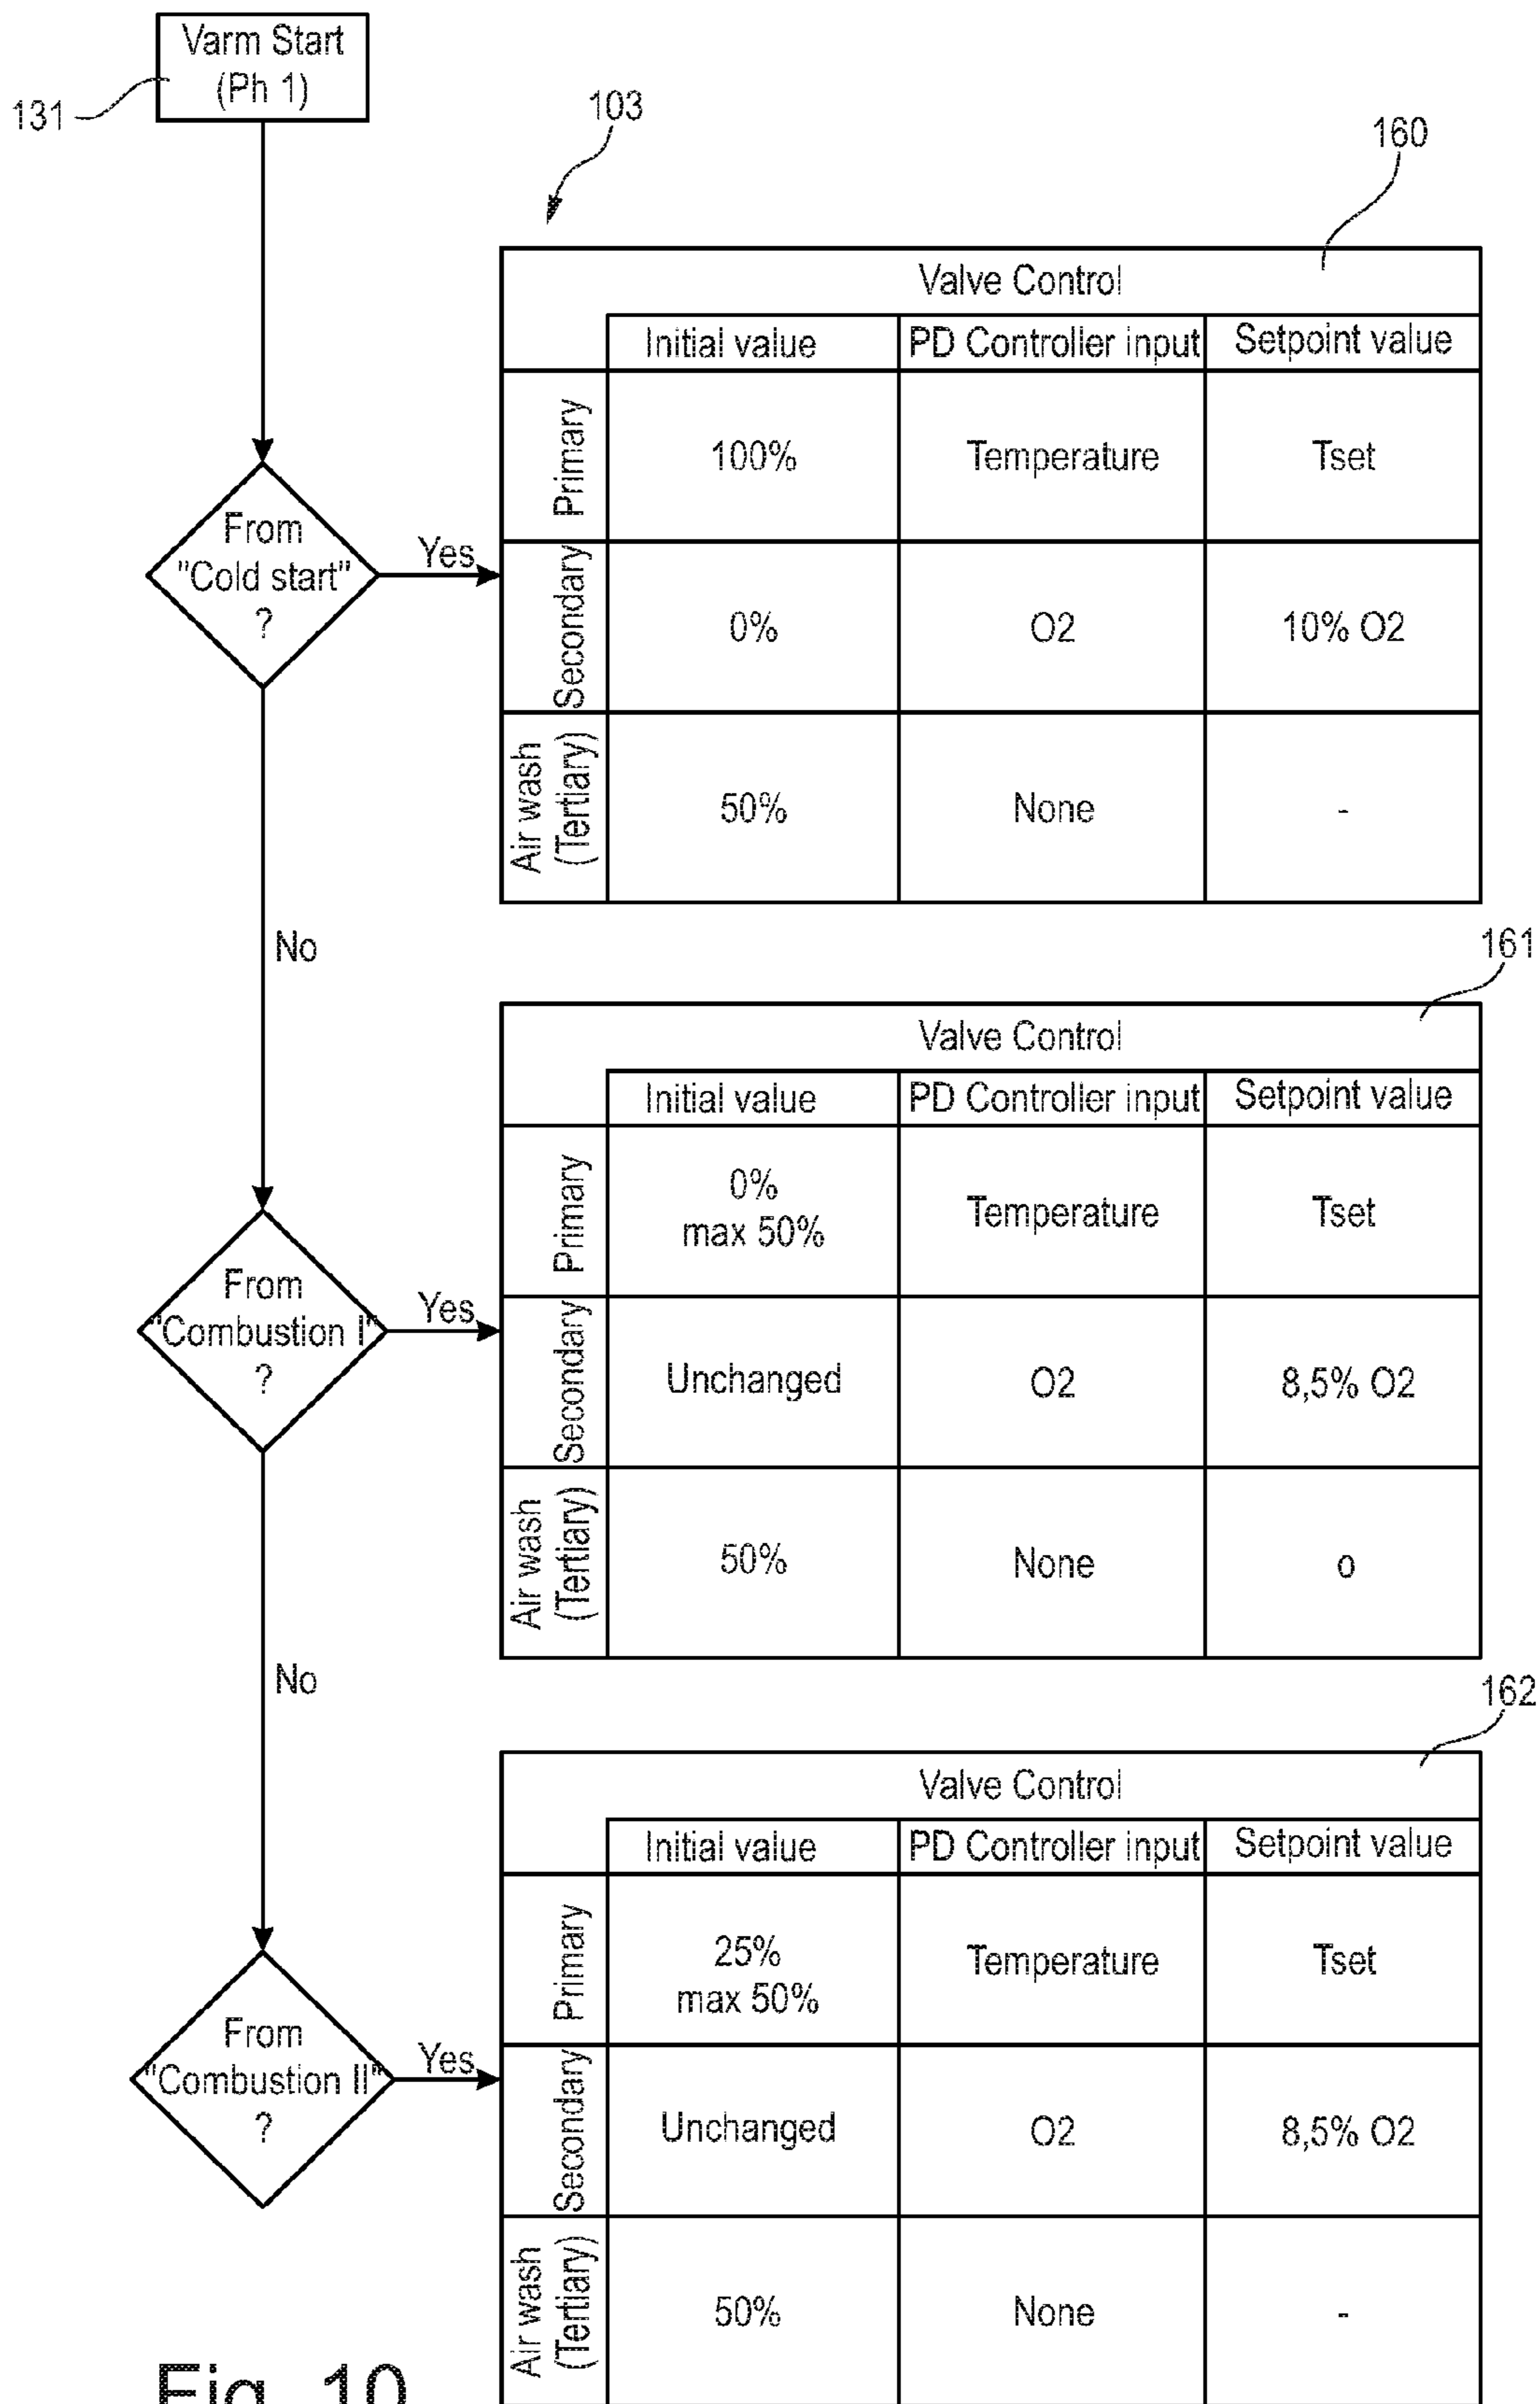 Varm Start
(Ph 1)
131
103
160
Valve Control
Initial value PD Controller input Setpoint value
Primary 100% Temperature Tset
From
"Cold start"
?
Yes
Secondary 0% O2 10% O2
Air wash
(Tertiary)
50% None -
No
161
Valve Control
Initial value PD Controller input Setpoint value
Primary
0%
max 50%
Temperature Tset
From
"Combustion I"
?
Yes
Secondary Unchanged O2 8,5% O2
Air wash
(Tertiary)
50% None o
No
162
Valve Control
Initial value PD Controller input Setpoint value
Primary
25%
max 50%
Temperature Tset
From
"Combustion II"
?
Yes
Secondary Unchanged O2 8,5% O2
Air wash
(Tertiary)
50% None -
Fig. 10